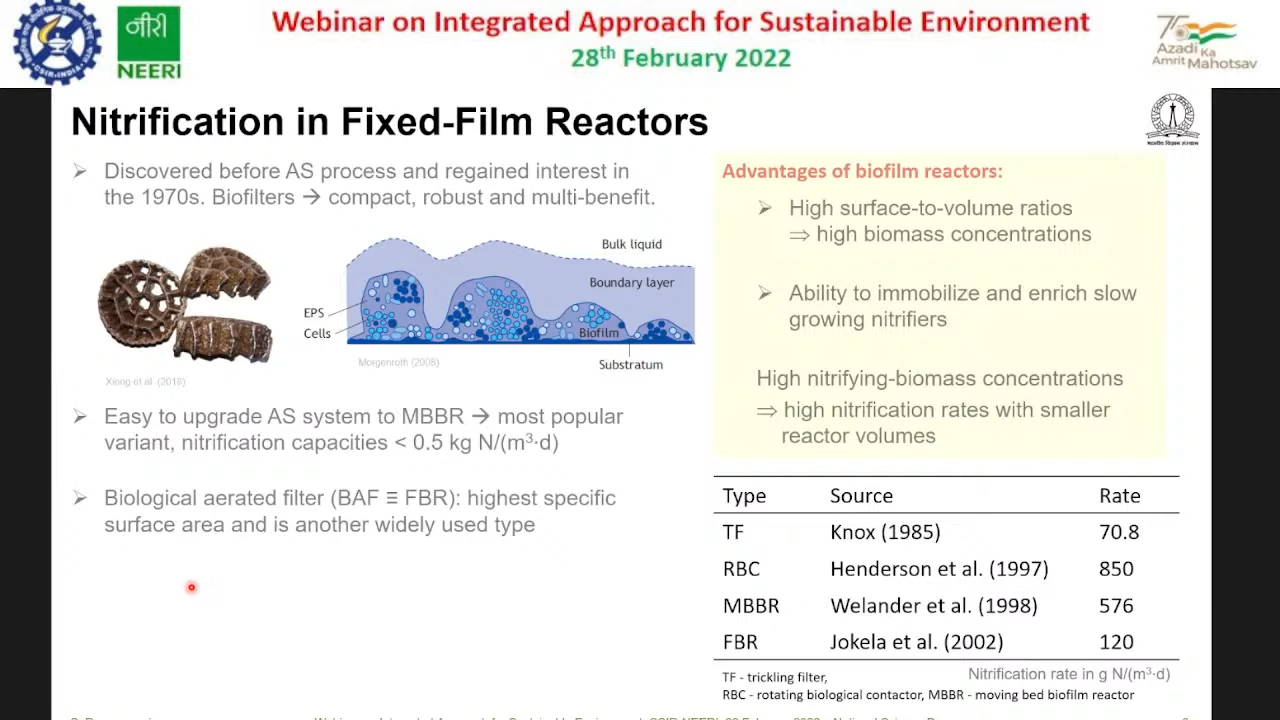 Webinar on Integrated Approach for Sustainable Environment
28th February 2022
CSIR-INDIA
नीरी
NEERI
75
Azadi Ka
Amrit Mahotsav
Nitrification in Fixed-Film Reactors
➢ Discovered before AS process and regained interest in
the 1970s. Biofilters → compact, robust and multi-benefit.
Bulk liquid
Boundary layer
EPS
Cells
Biofilm
Substratum
Morgenroth (2008)
Xiong et al. (2018)
➢ Easy to upgrade AS system to MBBR → most popular
variant, nitrification capacities < 0.5 kg N/(m³·d)
➢ Biological aerated filter (BAF ≡ FBR): highest specific
surface area and is another widely used type
Advantages of biofilm reactors:
➢ High surface-to-volume ratios
⇒ high biomass concentrations
➢ Ability to immobilize and enrich slow
growing nitrifiers
High nitrifying-biomass concentrations
⇒ high nitrification rates with smaller
reactor volumes
Type Source Rate
TF Knox (1985) 70.8
RBC Henderson et al. (1997) 850
MBBR Welander et al. (1998) 576
FBR Jokela et al. (2002) 120
Nitrification rate in g N/(m³·d)
TF - trickling filter,
RBC - rotating biological contactor, MBBR - moving bed biofilm reactor